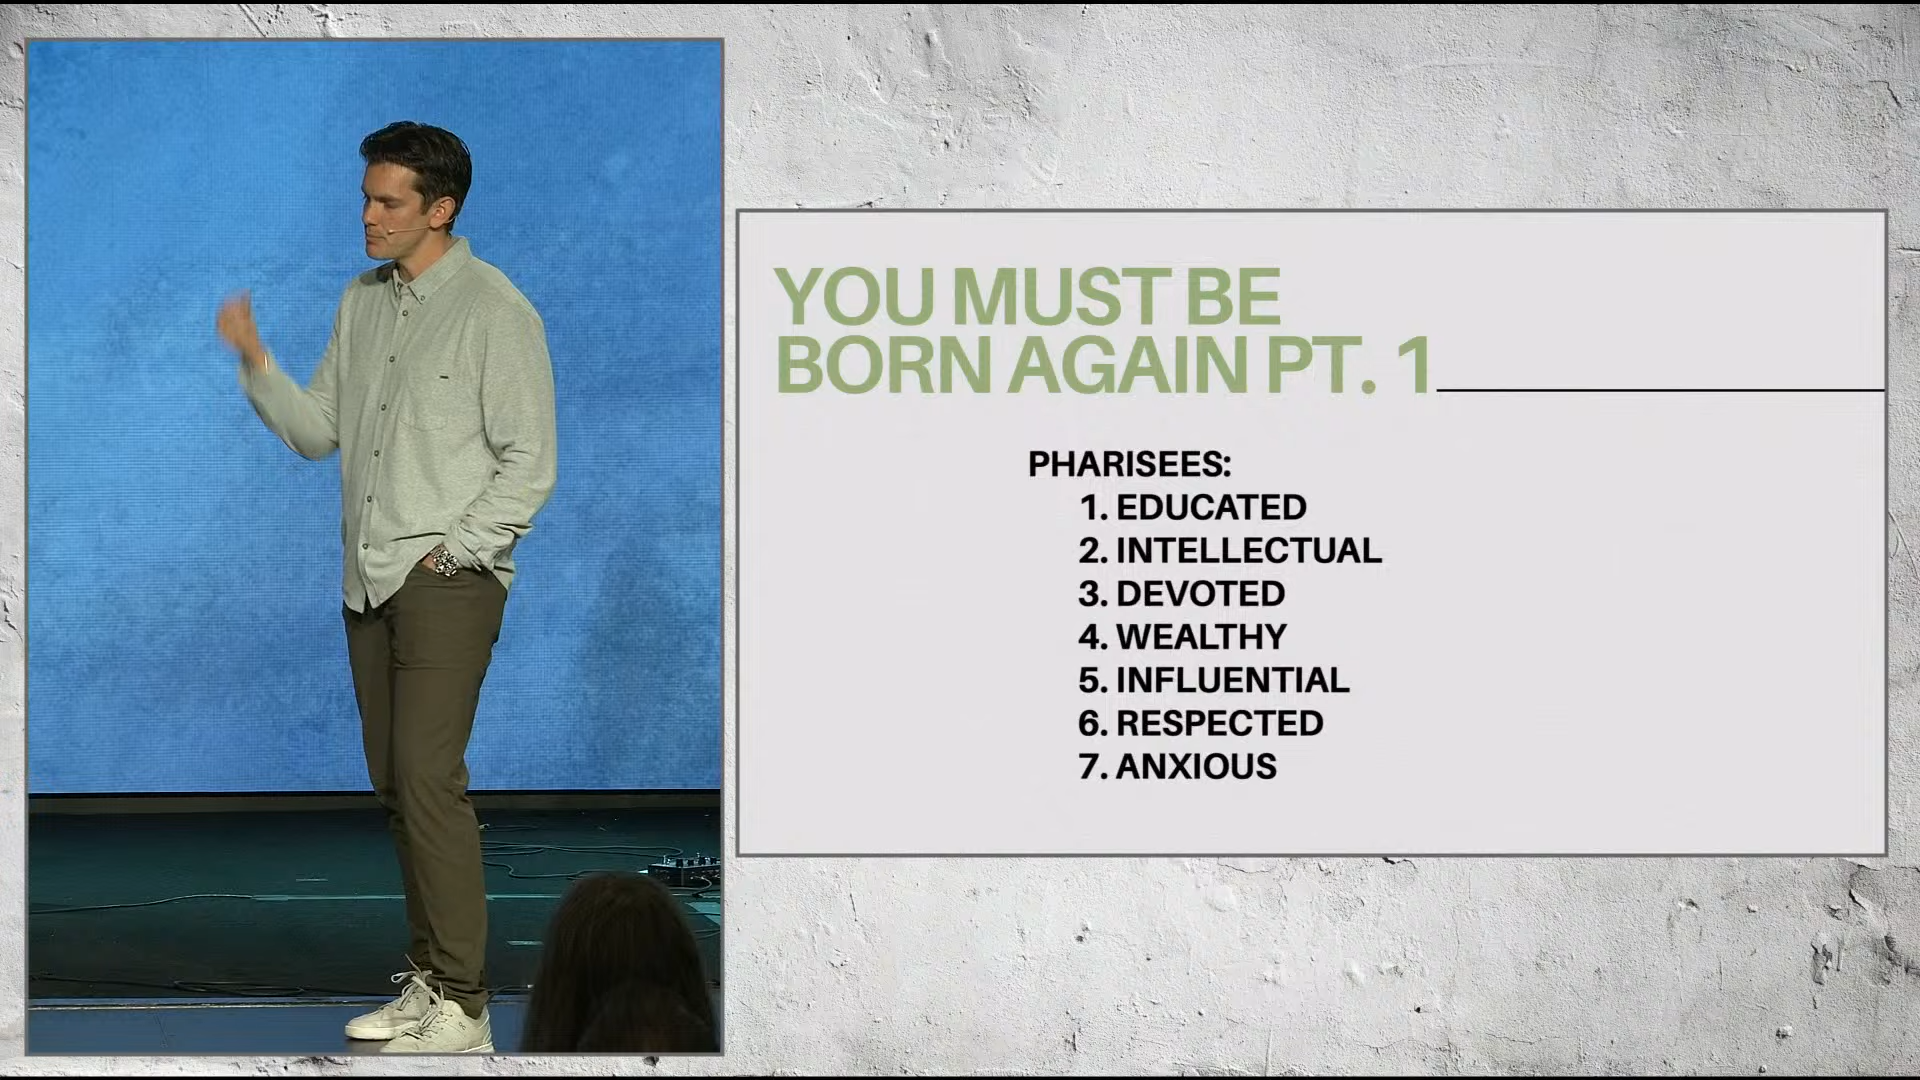 YOU MUST BE
BORN AGAIN PT. 1
PHARISEES:
1. EDUCATED
2. INTELLECTUAL
3. DEVOTED
4. WEALTHY
5. INFLUENTIAL
6. RESPECTED
7. ANXIOUS